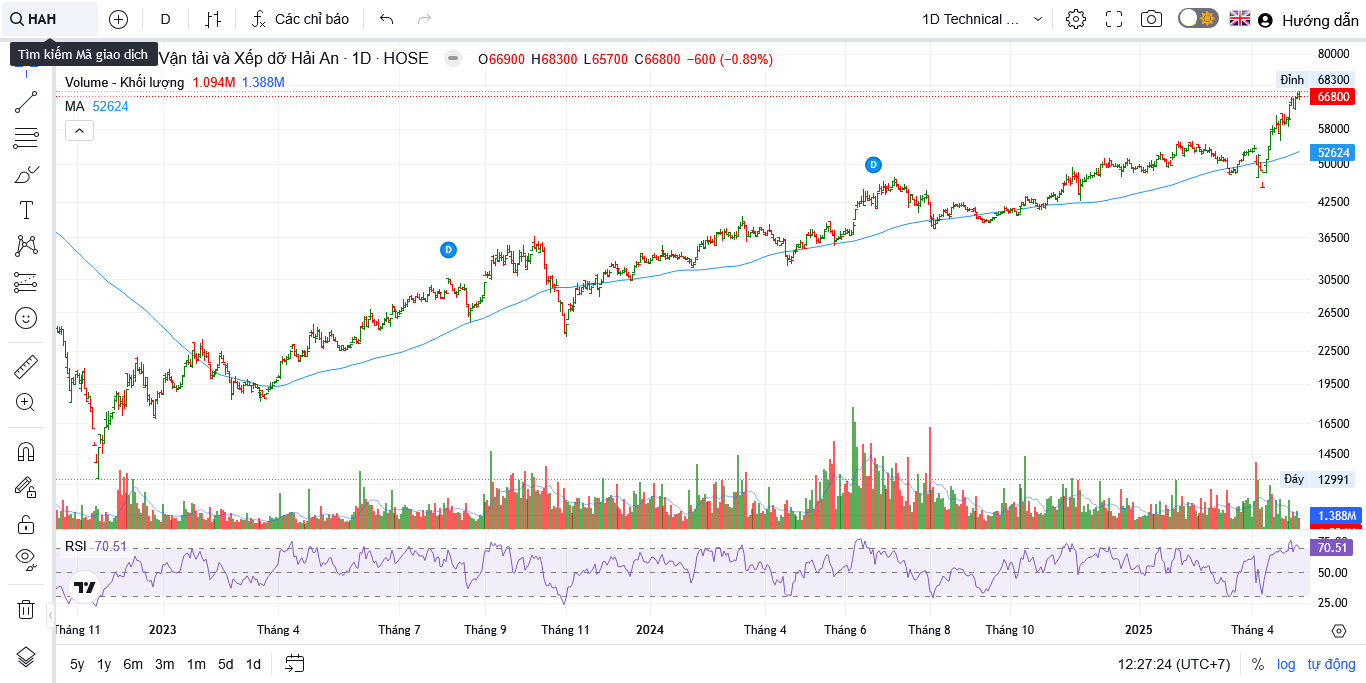 HAH
D
Các chỉ báo
1D Technical ...
Hướng dẫn
Tìm kiếm Mã giao dịch
Vận tải và Xếp dỡ Hải An · 1D · HOSE
O66900 H68300 L65700 C66800 −600 (−0.89%)
Volume - Khối lượng 1.094M 1.388M
MA 52624
80000
Đỉnh 68300
66800
58000
52624
50000
42500
36500
30500
26500
22500
19500
16500
14500
Đáy 12991
1.388M
D
D
RSI 70.51
70.51
50.00
25.00
Tháng 11 2023 Tháng 4 Tháng 7 Tháng 9 Tháng 11 2024 Tháng 4 Tháng 6 Tháng 8 Tháng 10 2025 Tháng 4
5y 1y 6m 3m 1m 5d 1d
12:27:24 (UTC+7) % log tự động